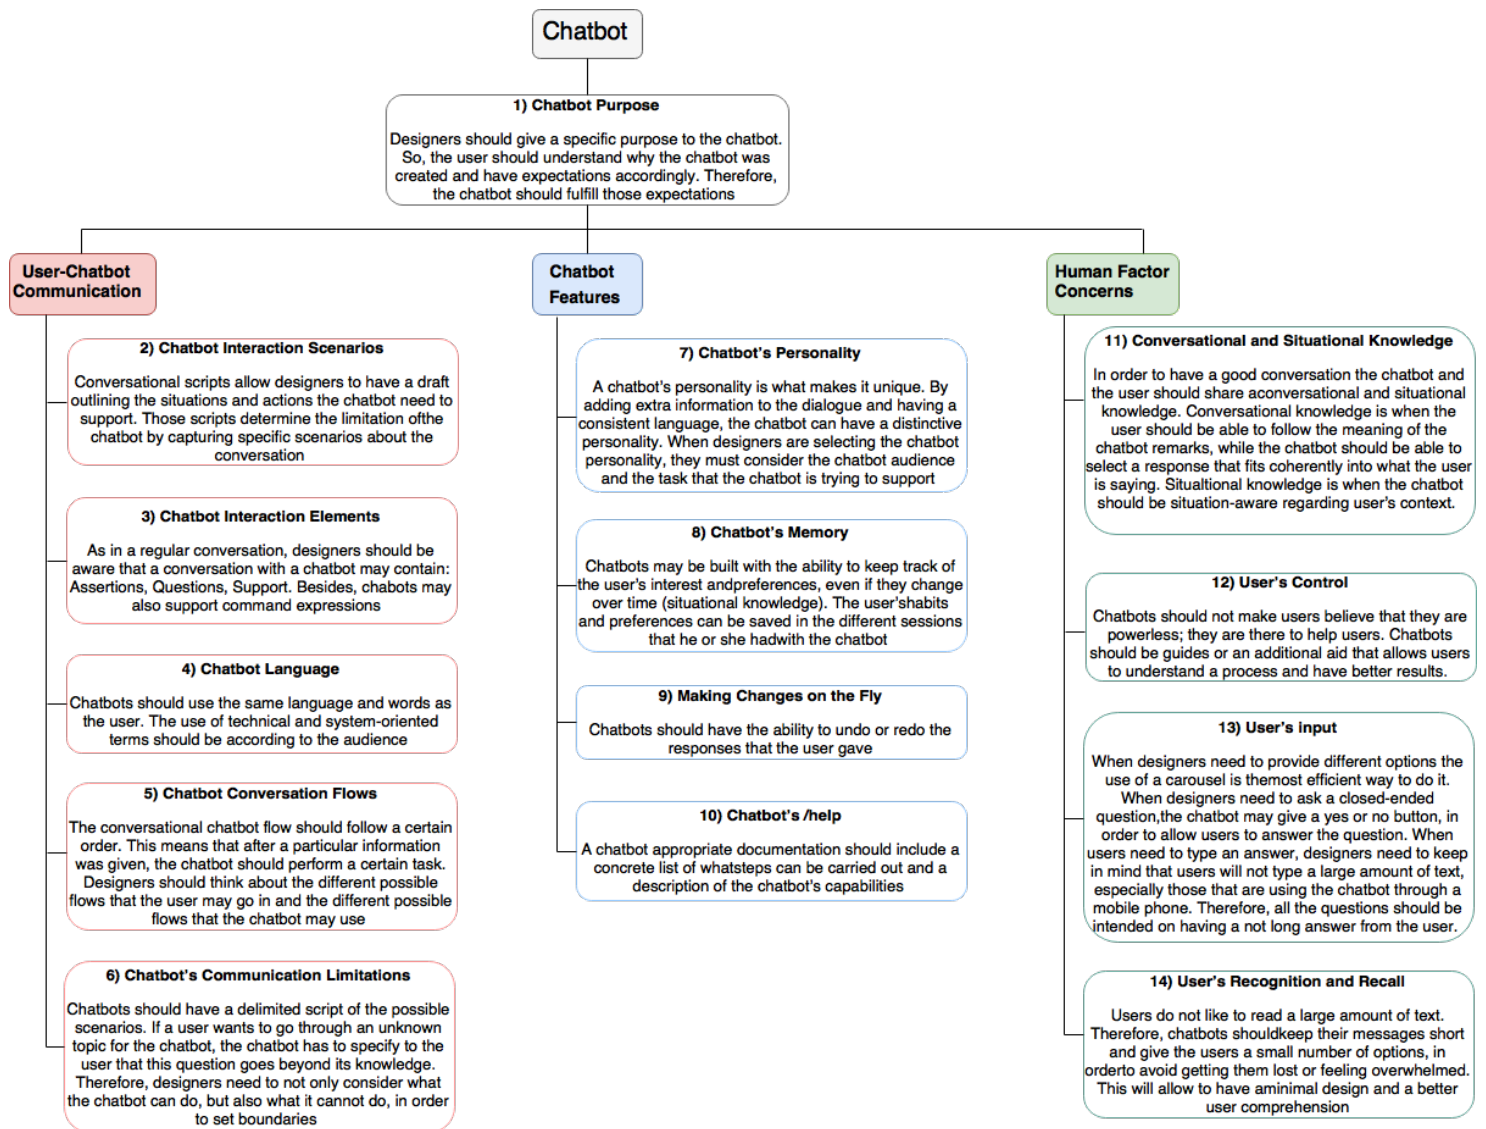 Chatbot
1) Chatbot Purpose
Designers should give a specific purpose to the chatbot.
So, the user should understand why the chatbot was
created and have expectations accordingly. Therefore,
the chatbot should fulfill those expectations
User-Chatbot
Communication
2) Chatbot Interaction Scenarios
Conversational scripts allow designers to have a draft
outlining the situations and actions the chatbot need to
support. Those scripts determine the limitation ofthe
chatbot by capturing specific scenarios about the
conversation
3) Chatbot Interaction Elements
As in a regular conversation, designers should be
aware that a conversation with a chatbot may contain:
Assertions, Questions, Support. Besides, chabots may
also support command expressions
4) Chatbot Language
Chatbots should use the same language and words as
the user. The use of technical and system-oriented
terms should be according to the audience
5) Chatbot Conversation Flows
The conversational chatbot flow should follow a certain
order. This means that after a particular information
was given, the chatbot should perform a certain task.
Designers should think about the different possible
flows that the user may go in and the different possible
flows that the chatbot may use
6) Chatbot's Communication Limitations
Chatbots should have a delimited script of the possible
scenarios. If a user wants to go through an unknown
topic for the chatbot, the chatbot has to specify to the
user that this question goes beyond its knowledge.
Therefore, designers need to not only consider what
the chatbot can do, but also what it cannot do, in order
to set boundaries
Chatbot
Features
7) Chatbot's Personality
A chatbot's personality is what makes it unique. By
adding extra information to the dialogue and having a
consistent language, the chatbot can have a distinctive
personality. When designers are selecting the chatbot
personality, they must consider the chatbot audience
and the task that the chatbot is trying to support
8) Chatbot's Memory
Chatbots may be built with the ability to keep track of
the user's interest andpreferences, even if they change
over time (situational knowledge). The user'shabits
and preferences can be saved in the different sessions
that he or she hadwith the chatbot
9) Making Changes on the Fly
Chatbots should have the ability to undo or redo the
responses that the user gave
10) Chatbot's /help
A chatbot appropriate documentation should include a
concrete list of whatsteps can be carried out and a
description of the chatbot's capabilities
Human Factor
Concerns
11) Conversational and Situational Knowledge
In order to have a good conversation the chatbot and
the user should share aconversational and situational
knowledge. Conversational knowledge is when the
user should be able to follow the meaning of the
chatbot remarks, while the chatbot should be able to
select a response that fits coherently into what the user
is saying. Situaltional knowledge is when the chatbot
should be situation-aware regarding user's context.
12) User's Control
Chatbots should not make users believe that they are
powerless; they are there to help users. Chatbots
should be guides or an additional aid that allows users
to understand a process and have better results.
13) User's input
When designers need to provide different options the
use of a carousel is themost efficient way to do it.
When designers need to ask a closed-ended
question,the chatbot may give a yes or no button, in
order to allow users to answer the question. When
users need to type an answer, designers need to keep
in mind that users will not type a large amount of text,
especially those that are using the chatbot through a
mobile phone. Therefore, all the questions should be
intended on having a not long answer from the user.
14) User's Recognition and Recall
Users do not like to read a large amount of text.
Therefore, chatbots shouldkeep their messages short
and give the users a small number of options, in
orderto avoid getting them lost or feeling overwhelmed.
This will allow to have aminimal design and a better
user comprehension